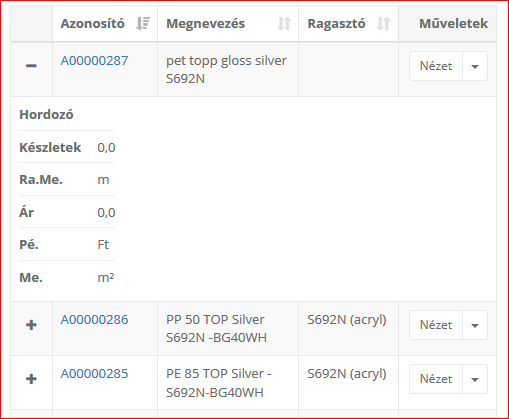 Azonosító Megnevezés Ragasztó Műveletek
A00000287 pet topp gloss silver Nézet
S692N
Hordozó
Készletek 0,0
Ra.Me. m
Ár 0,0
Pé. Ft
Me. m²
A00000286 PP 50 TOP Silver S692N (acryl) Nézet
S692N -BG40WH
A00000285 PE 85 TOP Silver - S692N (acryl) Nézet
S692N-BG40WH